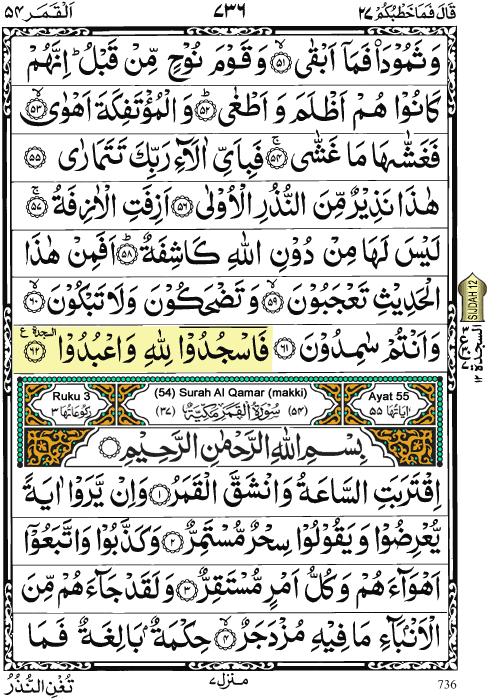 اَلْقَمَر ٥٤
٧٣٦
قَالَ فَمَا خَطْبُكُمْ ٢٧
وَ ثَمُوْدَا۠ فَمَاۤ اَبْقٰىۙ ﴿٥١﴾ وَ قَوْمَ نُوْحٍ مِّنْ قَبْلُ ؕ اِنَّهُمْ
كَانُوْا هُمْ اَظْلَمَ وَ اَطْغٰىؕ ﴿٥٢﴾ وَ الْمُؤْتَفِكَةَ اَهْوٰىۙ ﴿٥٣﴾
فَغَشّٰىهَا مَا غَشّٰىۚ ﴿٥٤﴾ فَبِاَيِّ اٰلَآءِ رَبِّكَ تَتَمَارٰى ﴿٥٥﴾
هٰذَا نَذِيْرٌ مِّنَ النُّذُرِ الْاُوْلٰى ﴿٥٦﴾ اَزِفَتِ الْاٰزِفَةُۚ ﴿٥٧﴾
لَيْسَ لَهَا مِنْ دُوْنِ اللّٰهِ كَاشِفَةٌؕ ﴿٥٨﴾ اَفَمِنْ هٰذَا
الْحَدِيْثِ تَعْجَبُوْنَۙ ﴿٥٩﴾ وَ تَضْحَكُوْنَ وَ لَا تَبْكُوْنَۙ ﴿٦٠﴾
وَ اَنْتُمْ سٰمِدُوْنَ ﴿٦١﴾ فَاسْجُدُوْا لِلّٰهِ وَ اعْبُدُوْا ﴿٦٢﴾ السجدة ع
SIJDAH 12
السجدة ١٢
Ruku 3
رُكُوْعَاتُهَا ٣
(54) Surah Al Qamar (makki)
(٥٤) سُوْرَةُ الْقَمَرِ مَكِّيَّةٌ (٣٧)
Ayat 55
اٰيَاتُهَا ٥٥
بِسْمِ اللّٰهِ الرَّحْمٰنِ الرَّحِيْمِ
اِقْتَرَبَتِ السَّاعَةُ وَ انْشَقَّ الْقَمَرُ ﴿١﴾ وَ اِنْ يَّرَوْا اٰيَةً
يُّعْرِضُوْا وَ يَقُوْلُوْا سِحْرٌ مُّسْتَمِرٌّ ﴿٢﴾ وَ كَذَّبُوْا وَ اتَّبَعُوْۤا
اَهْوَآءَهُمْ وَ كُلُّ اَمْرٍ مُّسْتَقِرٌّ ﴿٣﴾ وَ لَقَدْ جَآءَهُمْ مِّنَ
الْاَنْۢبَآءِ مَا فِيْهِ مُزْدَجَرٌۙ ﴿٤﴾ حِكْمَةٌۢ بَالِغَةٌ فَمَا
تُغْنِ النُّذُرُ
منزل ٧
736